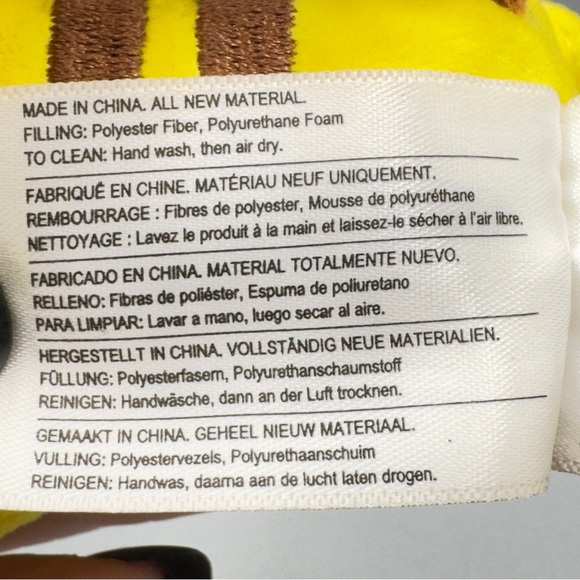 MADE IN CHINA. ALL NEW MATERIAL.
FILLING: Polyester Fiber, Polyurethane Foam
TO CLEAN: Hand wash, then air dry.
FABRIQUÉ EN CHINE. MATÉRIAU NEUF UNIQUEMENT.
REMBOURRAGE : Fibres de polyester, Mousse de polyuréthane
NETTOYAGE : Lavez le produit à la main et laissez-le sécher à l'air libre.
FABRICADO EN CHINA. MATERIAL TOTALMENTE NUEVO.
RELLENO: Fibras de poliéster, Espuma de poliuretano
PARA LIMPIAR: Lavar a mano, luego secar al aire.
HERGESTELLT IN CHINA. VOLLSTÄNDIG NEUE MATERIALIEN.
FÜLLUNG: Polyesterfasern, Polyurethanschaumstoff
REINIGEN: Handwäsche, dann an der Luft trocknen.
GEMAAKT IN CHINA. GEHEEL NIEUW MATERIAAL.
VULLING: Polyestervezels, Polyurethaanschuim
REINIGEN: Handwas, daarna aan de lucht laten drogen.